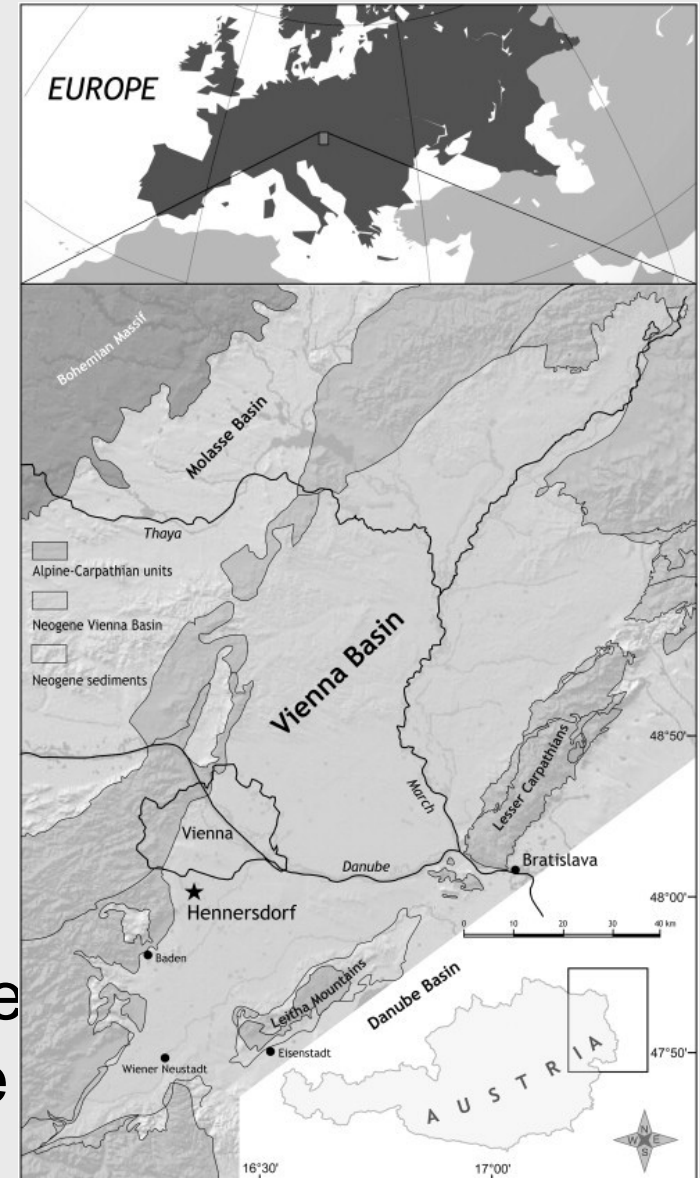 EUROPE
Bohemian Massif
Molasse Basin
Thaya
Alpine-Carpathian units
Neogene Vienna Basin
Neogene sediments
Vienna Basin
48°50'
Lesser Carpathians
March
Vienna
Danube
Bratislava
Hennersdorf
48°00'
0 10 20 30 40 km
Baden
Leitha Mountains
Danube Basin
Eisenstadt
47°50'
Wiener Neustadt
AUSTRIA
N
W E
S
16°30'
17°00'